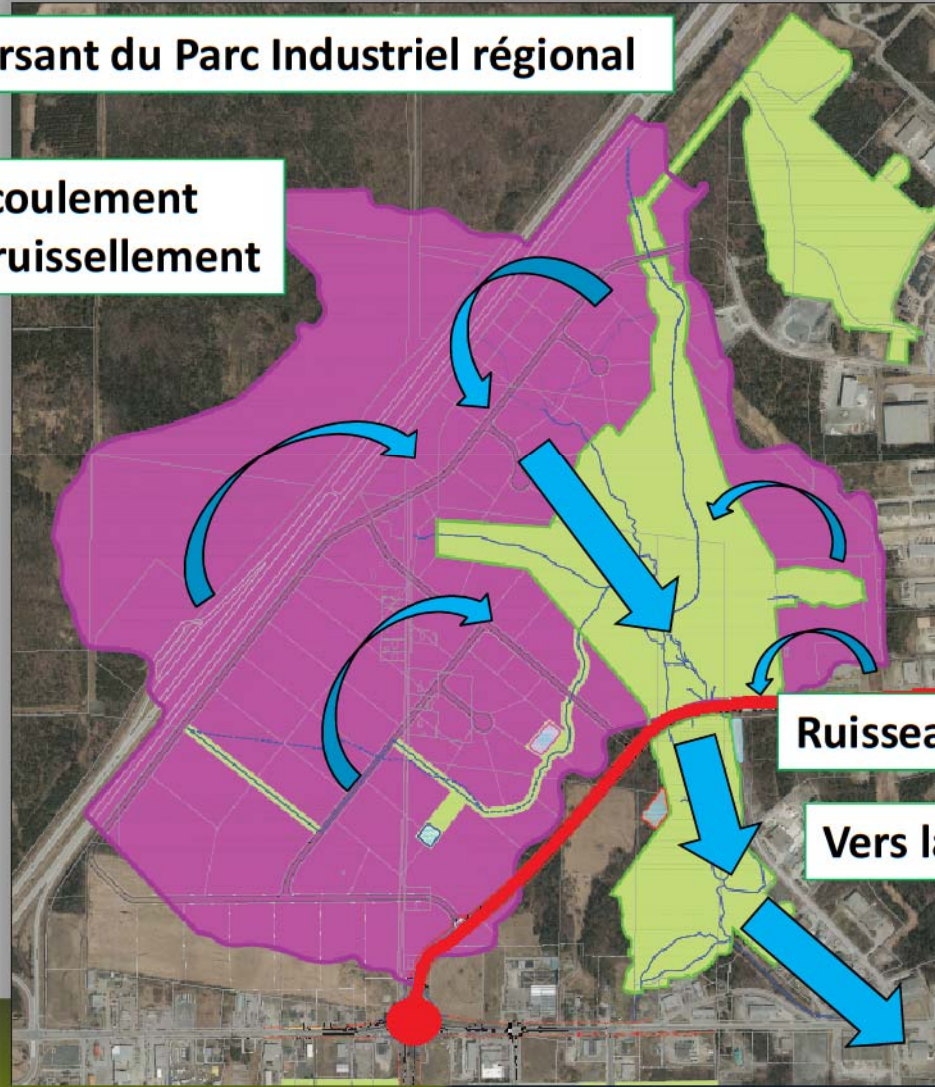 rsant du Parc Industriel régional
coulement
ruissellement
Ruissea
Vers la